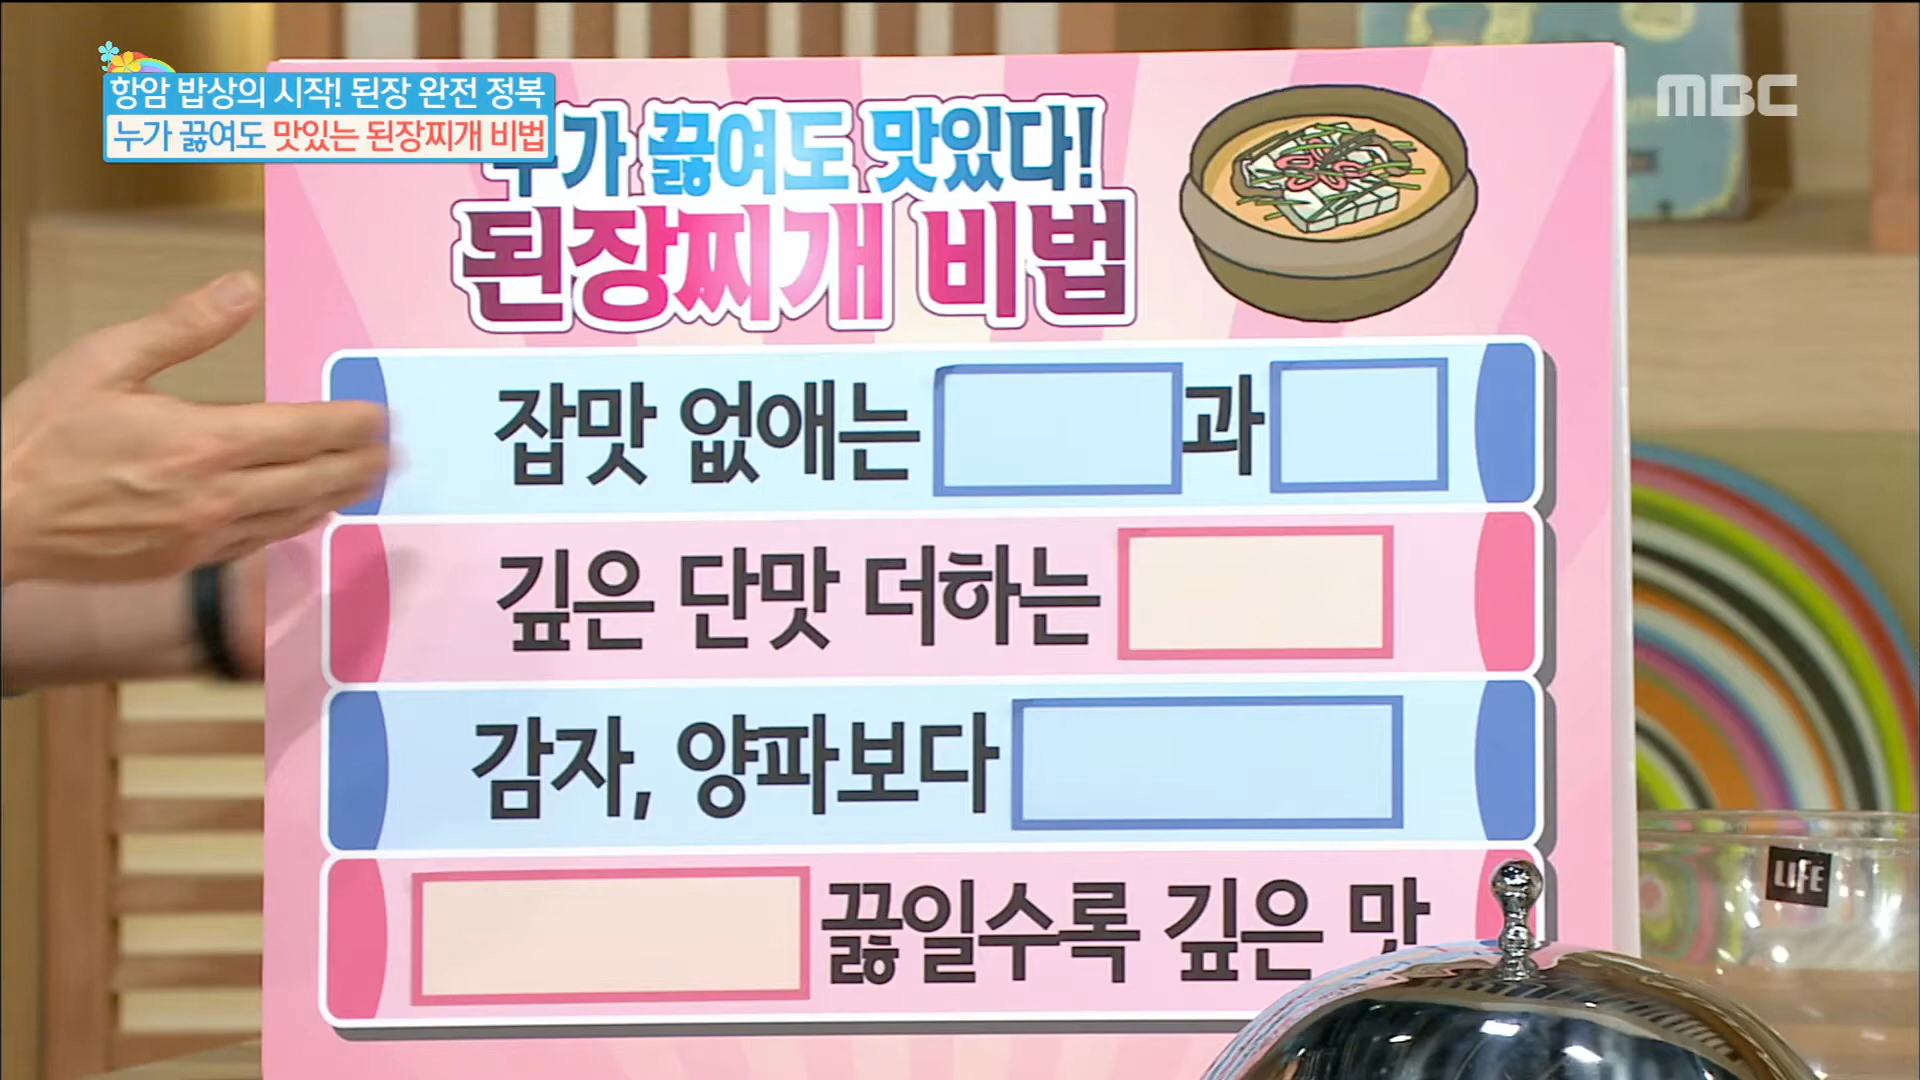 항암 밥상의 시작! 된장 완전 정복
누가 끓여도 맛있는 된장찌개 비법
MBC
누가 끓여도 맛있다!
된장찌개 비법
잡맛 없애는 과
깊은 단맛 더하는
감자, 양파보다
끓일수록 깊은 맛
LIFE